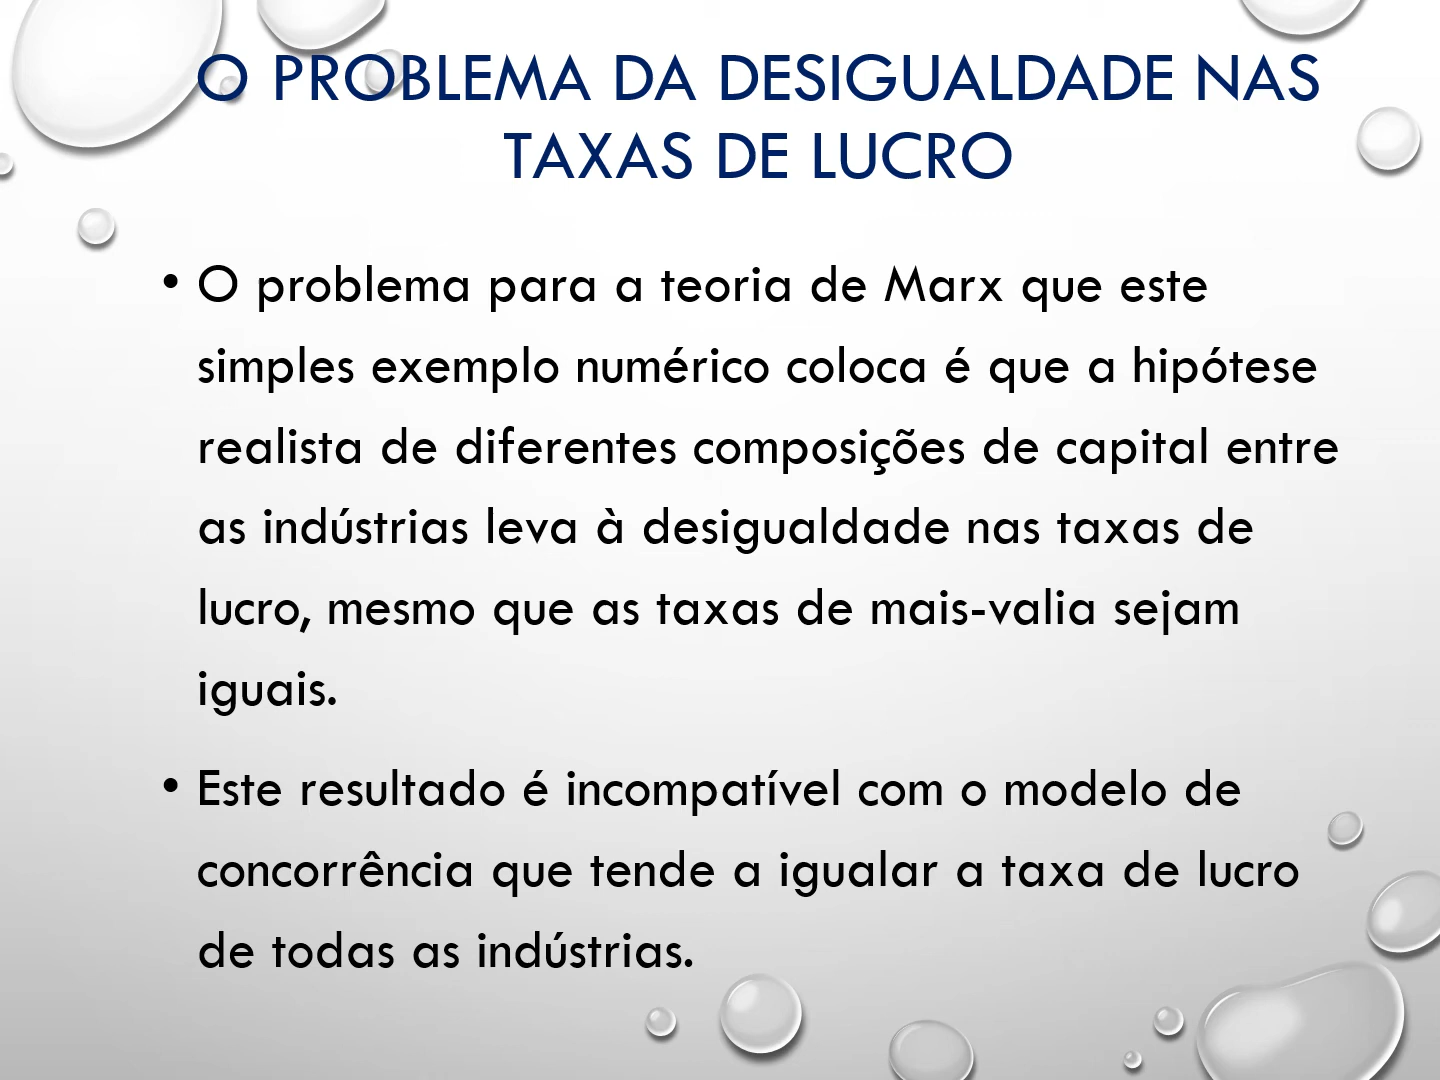 O PROBLEMA DA DESIGUALDADE NAS
TAXAS DE LUCRO
• O problema para a teoria de Marx que este
simples exemplo numérico coloca é que a hipótese
realista de diferentes composições de capital entre
as indústrias leva à desigualdade nas taxas de
lucro, mesmo que as taxas de mais-valia sejam
iguais.
• Este resultado é incompatível com o modelo de
concorrência que tende a igualar a taxa de lucro
de todas as indústrias.